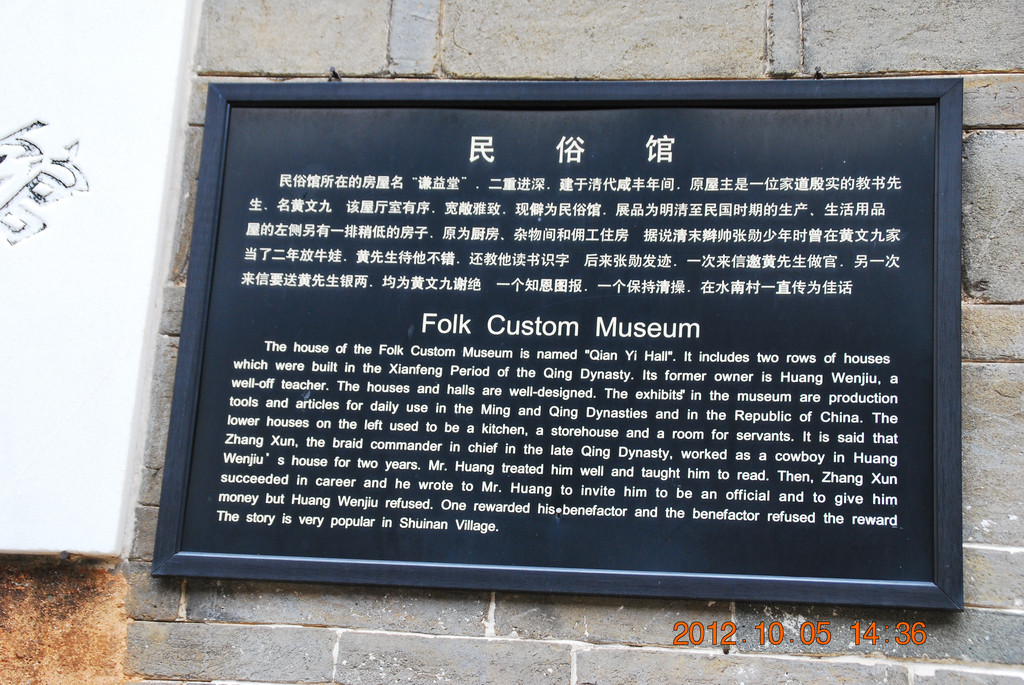 民俗馆
民俗馆所在的房屋名“谦益堂”．二重进深．建于清代咸丰年间．原屋主是一位家道殷实的教书先
生．名黄文九 该屋厅室有序．宽敞雅致．现僻为民俗馆．展品为明清至民国时期的生产、生活用品
屋的左侧另有一排稍低的房子．原为厨房、杂物间和佣工住房 据说清末辫帅张勋少年时曾在黄文九家
当了二年放牛娃．黄先生待他不错．还教他读书识字 后来张勋发迹．一次来信邀黄先生做官．另一次
来信要送黄先生银两．均为黄文九谢绝 一个知恩图报．一个保持清操．在水南村一直传为佳话
Folk Custom Museum
The house of the Folk Custom Museum is named "Qian Yi Hall". It includes two rows of houses
which were built in the Xianfeng Period of the Qing Dynasty. Its former owner is Huang Wenjiu, a
well-off teacher. The houses and halls are well-designed. The exhibits in the museum are production
tools and articles for daily use in the Ming and Qing Dynasties and in the Republic of China. The
lower houses on the left used to be a kitchen, a storehouse and a room for servants. It is said that
Zhang Xun, the braid commander in chief in the late Qing Dynasty, worked as a cowboy in Huang
Wenjiu's house for two years. Mr. Huang treated him well and taught him to read. Then, Zhang Xun
succeeded in career and he wrote to Mr. Huang to invite him to be an official and to give him
money but Huang Wenjiu refused. One rewarded his benefactor and the benefactor refused the reward
The story is very popular in Shuinan Village.
2012.10.05 14:36